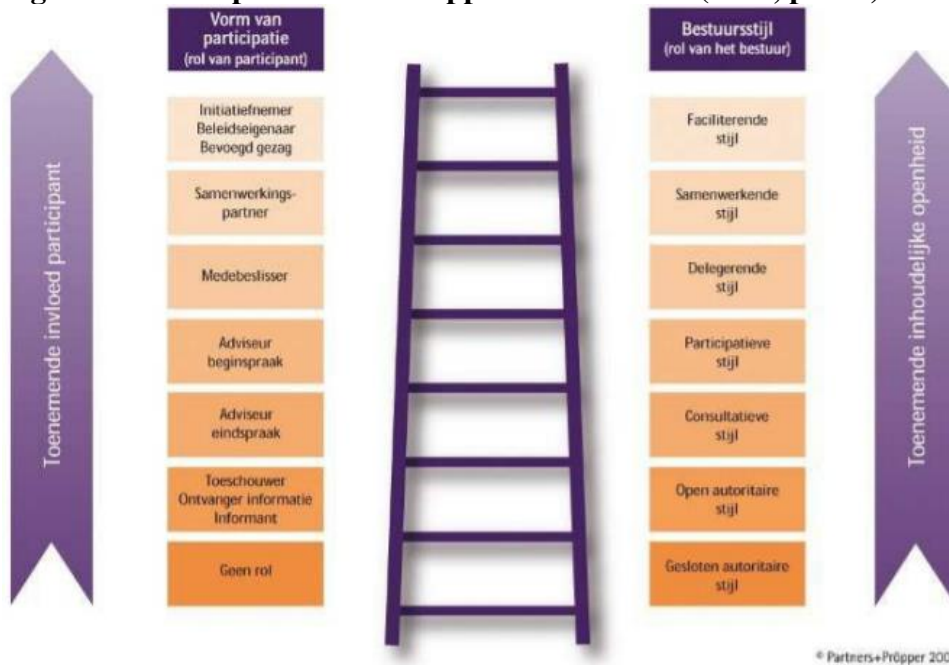 Toenemende invloed participant
Vorm van
participatie
(rol van participant)
Initiatiefnemer
Beleidseigenaar
Bevoegd gezag
Samenwerkings-
partner
Medebeslisser
Adviseur
beginspraak
Adviseur
eindspraak
Toeschouwer
Ontvanger informatie
Informant
Geen rol
Bestuursstijl
(rol van het bestuur)
Faciliterende
stijl
Samenwerkende
stijl
Delegerende
stijl
Participatieve
stijl
Consultatieve
stijl
Open autoritaire
stijl
Gesloten autoritaire
stijl
Toenemende inhoudelijke openheid
© Partners+Pröpper